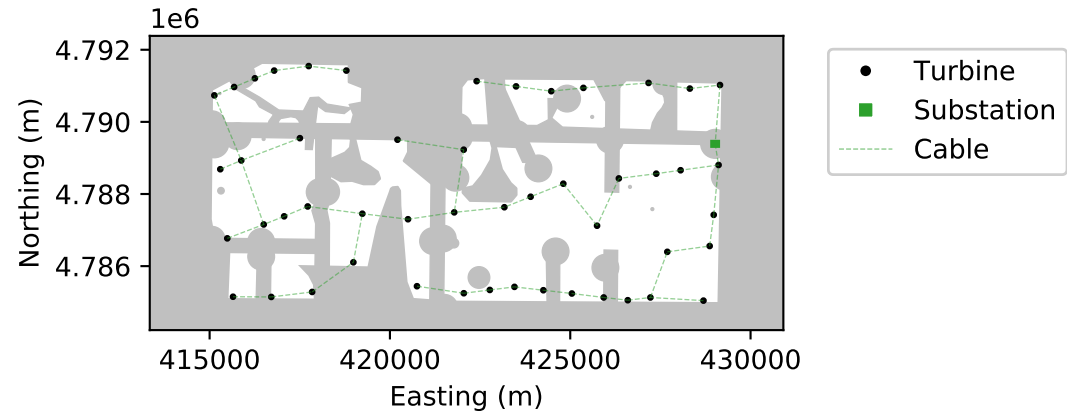 1e6
4.792
4.790
4.788
4.786
Northing (m)
415000
420000
425000
430000
Easting (m)
Turbine
Substation
Cable